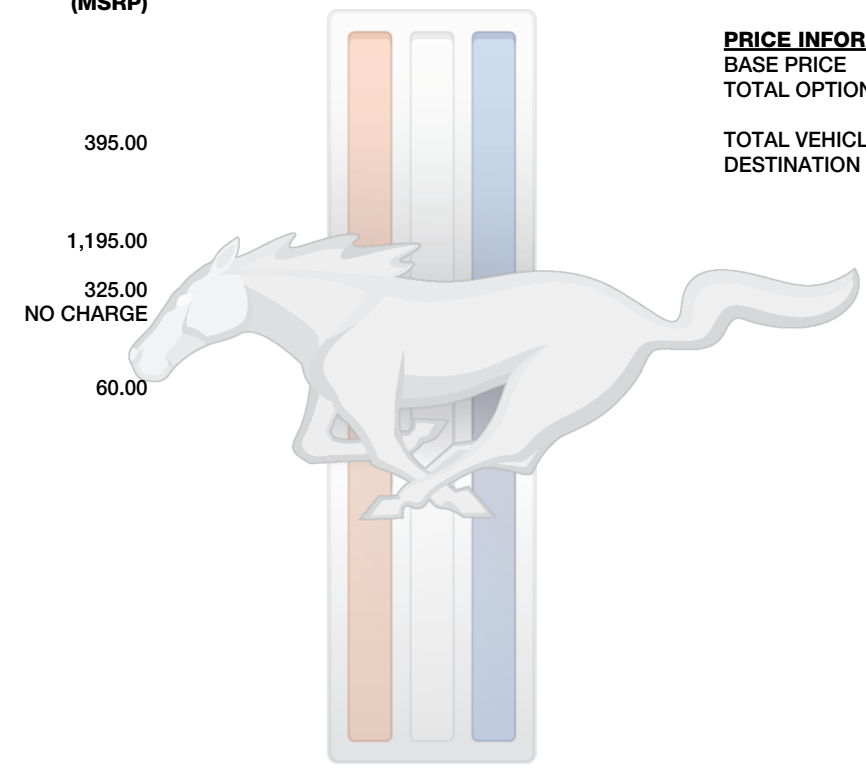 (MSRP)
395.00
1,195.00
325.00
NO CHARGE
60.00
PRICE INFOR
BASE PRICE
TOTAL OPTION
TOTAL VEHICL
DESTINATION